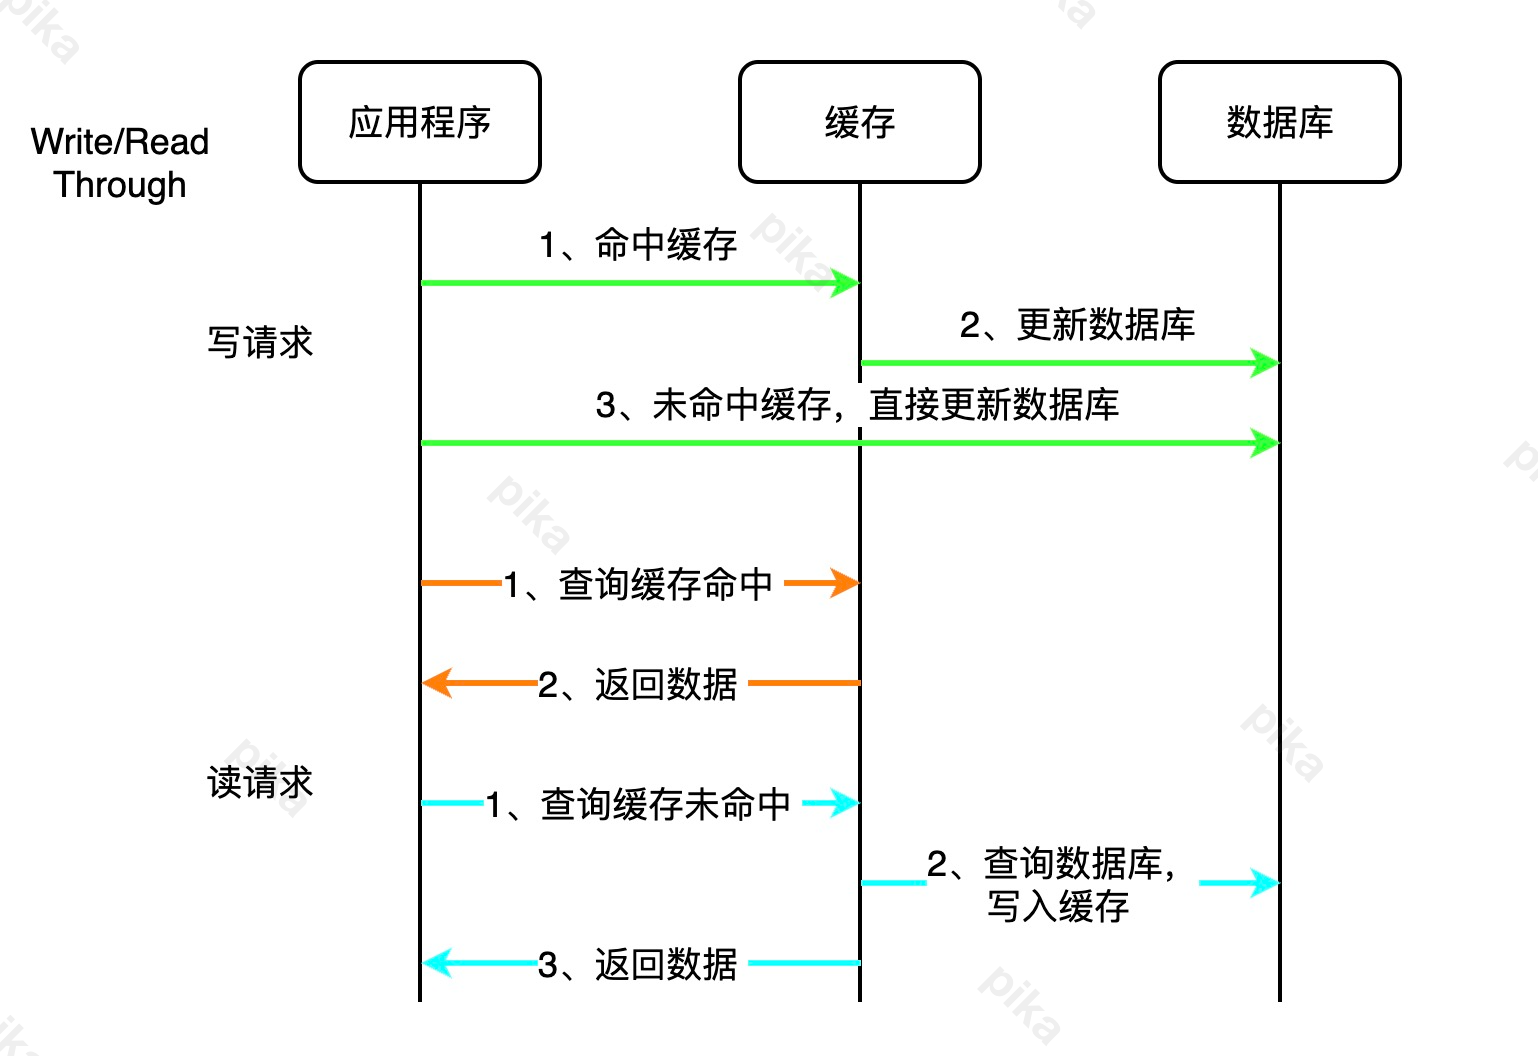 pika
pika
应用程序
缓存
数据库
Write/Read
Through
1、命中缓存
pika
写请求
2、更新数据库
3、未命中缓存，直接更新数据库
pika
1、查询缓存命中
2、返回数据
pika
读请求
pika
1、查询缓存未命中
2、查询数据库，
写入缓存
3、返回数据
pika